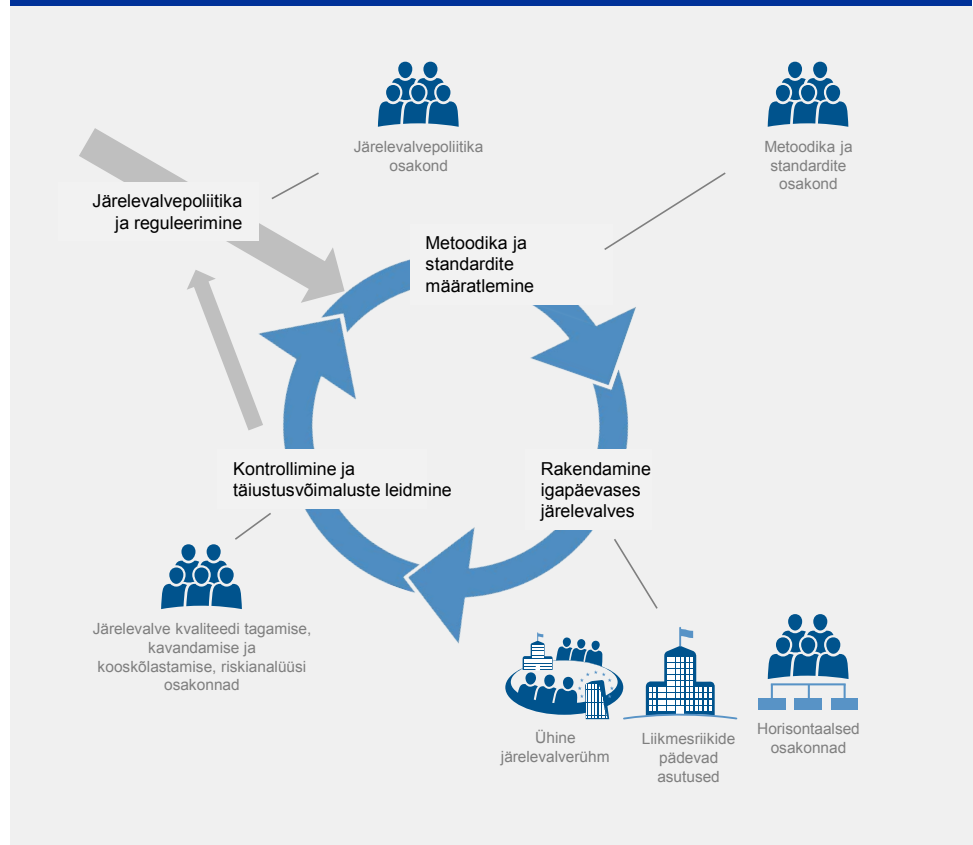 Järelevalvepoliitika
osakond
Metoodika ja
standardite
osakond
Järelevalvepoliitika
ja reguleerimine
Metoodika ja
standardite
määratlemine
Kontrollimine ja
täiustusvõimaluste leidmine
Rakendamine
igapäevases
järelevalves
Järelevalve kvaliteedi tagamise,
kavandamise ja
kooskõlastamise, riskianalüüsi
osakonnad
Ühine
järelevalverühm
Liikmesriikide
pädevad
asutused
Horisontaalsed
osakonnad